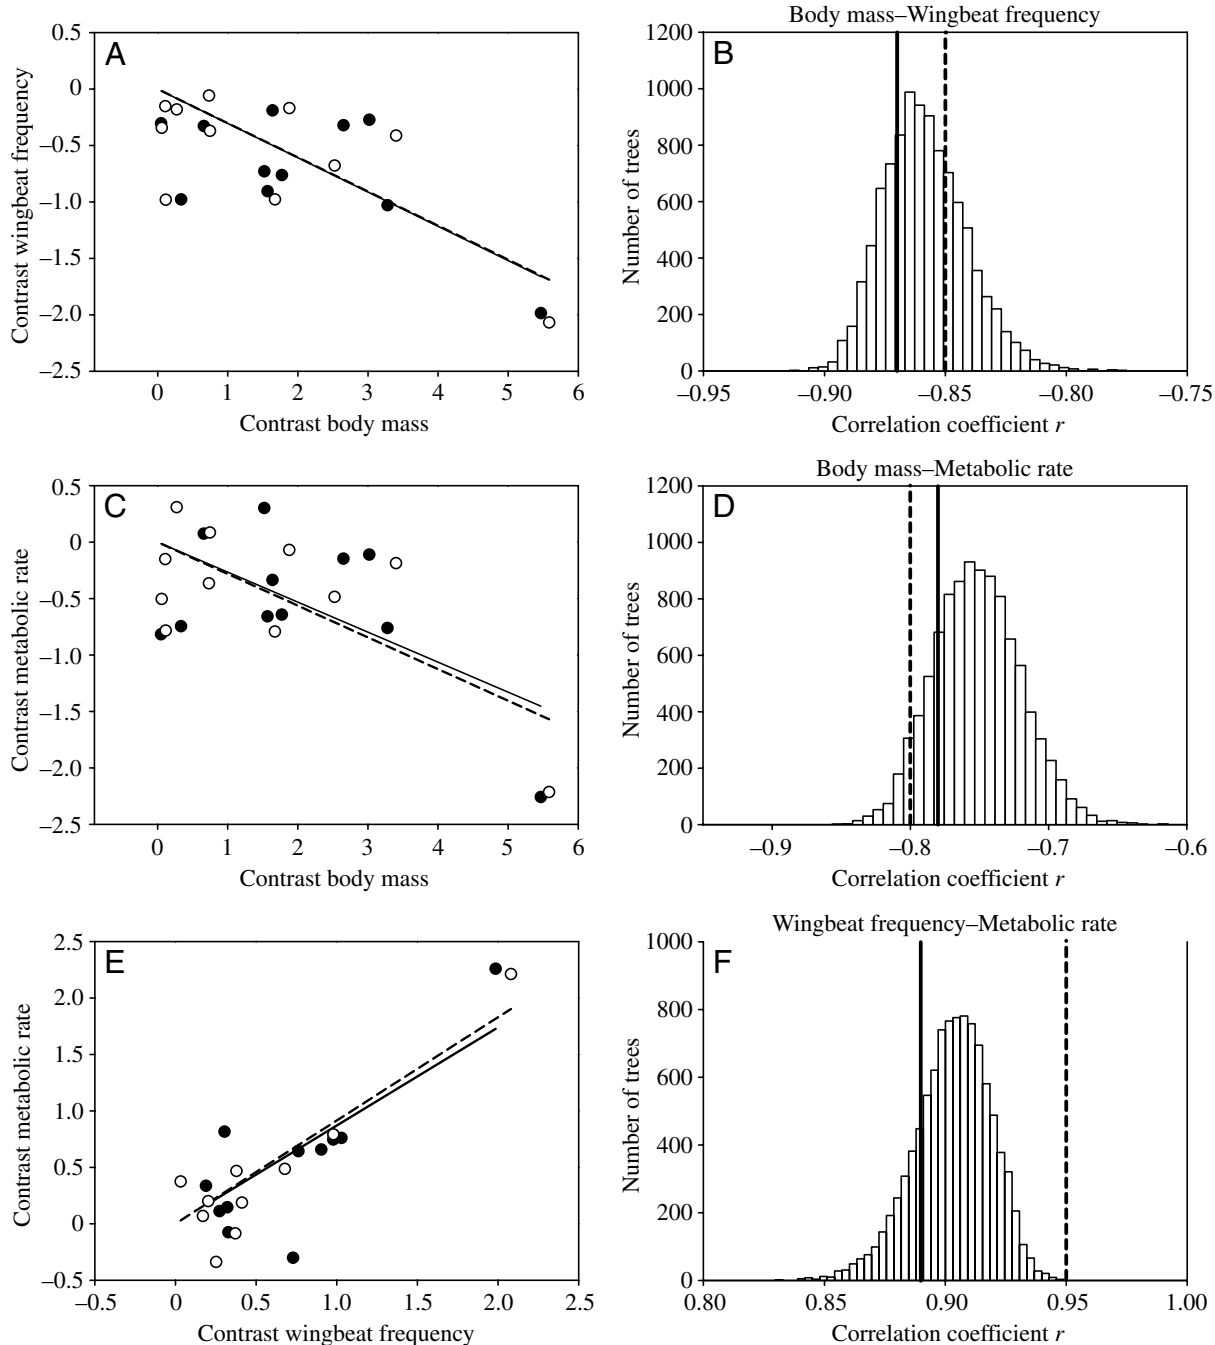 A
0.5
0
–0.5
–1.0
–1.5
–2.0
–2.5
Contrast wingbeat frequency
0 1 2 3 4 5 6
Contrast body mass
Body mass–Wingbeat frequency
B
1200
1000
800
600
400
200
0
Number of trees
–0.95 –0.90 –0.85 –0.80 –0.75
Correlation coefficient r
C
0.5
0
–0.5
–1.0
–1.5
–2.0
–2.5
Contrast metabolic rate
0 1 2 3 4 5 6
Contrast body mass
Body mass–Metabolic rate
D
1200
1000
800
600
400
200
0
Number of trees
–0.9 –0.8 –0.7 –0.6
Correlation coefficient r
E
2.5
2.0
1.5
1.0
0.5
0
–0.5
Contrast metabolic rate
–0.5 0 0.5 1.0 1.5 2.0 2.5
Contrast wingbeat frequency
Wingbeat frequency–Metabolic rate
F
1000
800
600
400
200
0
Number of trees
0.80 0.85 0.90 0.95 1.00
Correlation coefficient r